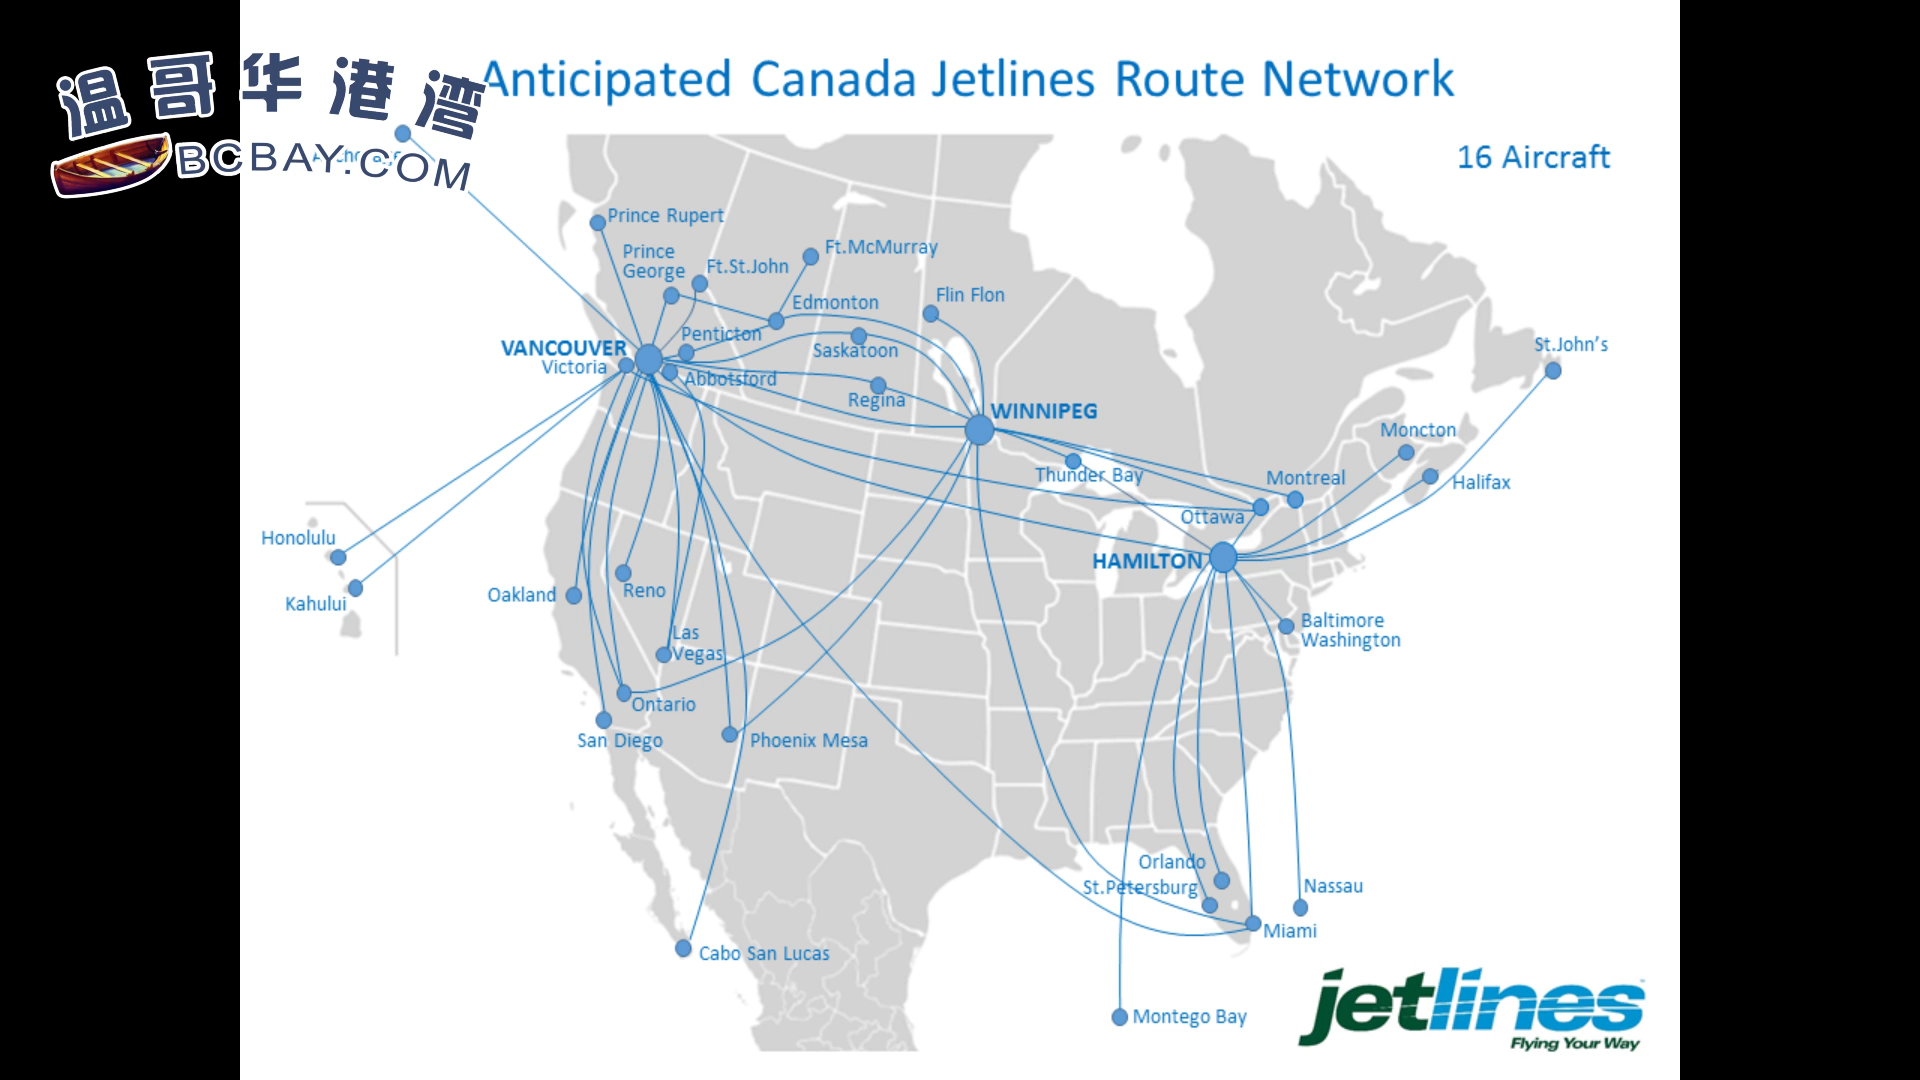 温哥华港湾
BCBAY.COM
Anticipated Canada Jetlines Route Network
16 Aircraft
Prince Rupert
Prince
George
Ft.St.John
Ft.McMurray
Edmonton
Flin Flon
Penticton
Saskatoon
VANCOUVER
Victoria
Abbotsford
Regina
WINNIPEG
St.John's
Moncton
Thunder Bay
Montreal
Halifax
Ottawa
HAMILTON
Honolulu
Kahului
Oakland
Reno
Las
Vegas
Baltimore
Washington
Ontario
San Diego
Phoenix Mesa
Orlando
St.Petersburg
Nassau
Miami
Cabo San Lucas
Montego Bay
jetlines
Flying Your Way